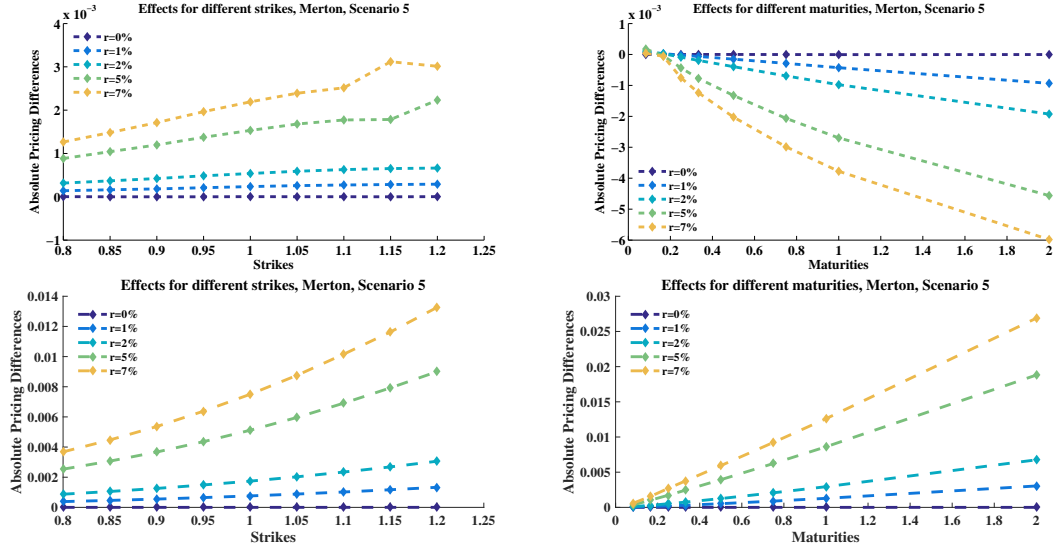 Effects for different strikes, Merton, Scenario 5
x 10⁻³
4
3
2
1
0
−1
Absolute Pricing Differences
r=0%
r=1%
r=2%
r=5%
r=7%
0.8 0.85 0.9 0.95 1 1.05 1.1 1.15 1.2 1.25
Strikes
Effects for different maturities, Merton, Scenario 5
x 10⁻³
1
0
−1
−2
−3
−4
−5
−6
Absolute Pricing Differences
r=0%
r=1%
r=2%
r=5%
r=7%
0 0.2 0.4 0.6 0.8 1.0 1.2 1.4 1.6 1.8 2
Maturities
Effects for different strikes, Merton, Scenario 5
0.014
0.012
0.01
0.008
0.006
0.004
0.002
0
Absolute Pricing Differences
r=0%
r=1%
r=2%
r=5%
r=7%
0.8 0.85 0.9 0.95 1 1.05 1.1 1.15 1.2 1.25
Strikes
Effects for different maturities, Merton, Scenario 5
0.03
0.025
0.02
0.015
0.01
0.005
0
Absolute Pricing Differences
r=0%
r=1%
r=2%
r=5%
r=7%
0 0.2 0.4 0.6 0.8 1.0 1.2 1.4 1.6 1.8 2
Maturities